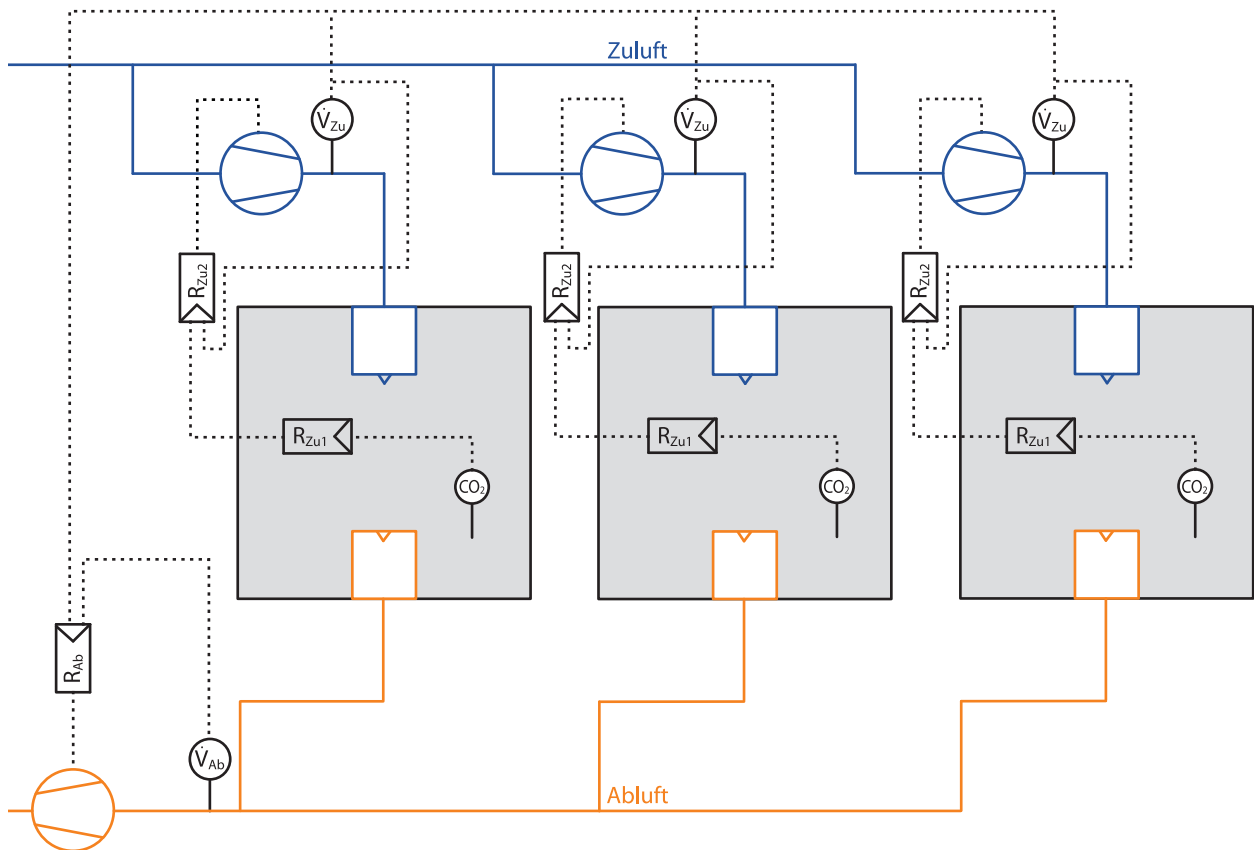 Zuluft
V̇Zu
V̇Zu
V̇Zu
RZu2
RZu2
RZu2
RZu1
RZu1
RZu1
CO₂
CO₂
CO₂
RAb
V̇Ab
Abluft